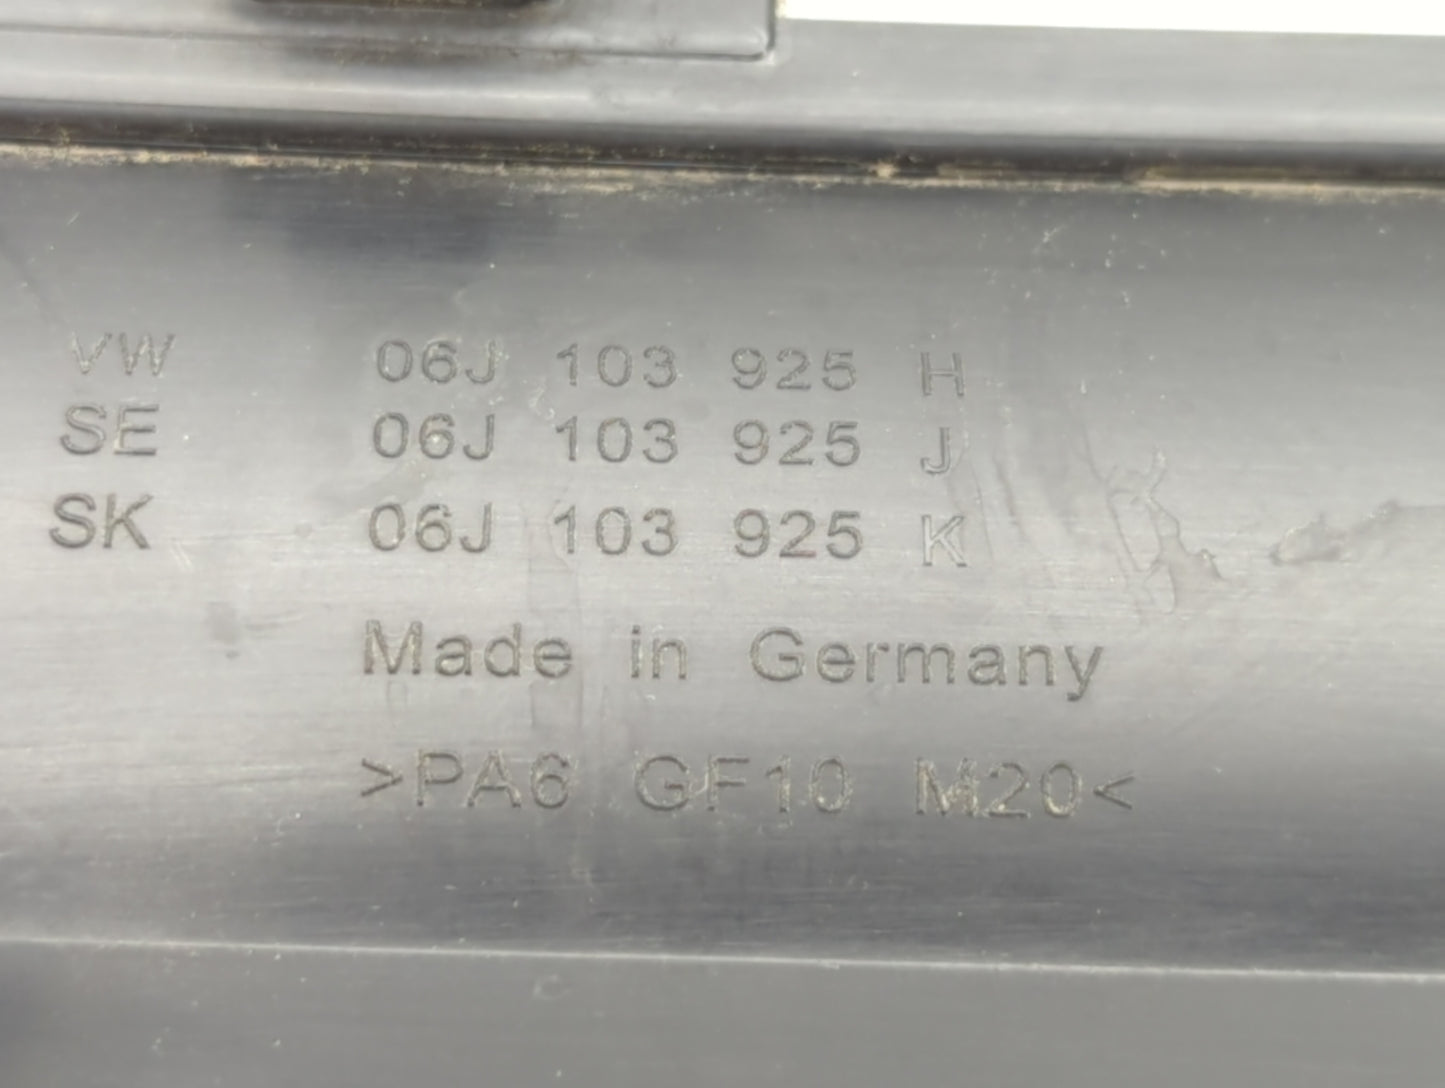 VW 06J 103 925 H
SE 06J 103 925 J
SK 06J 103 925 K
Made in Germany
>PA6 GF10 M20<